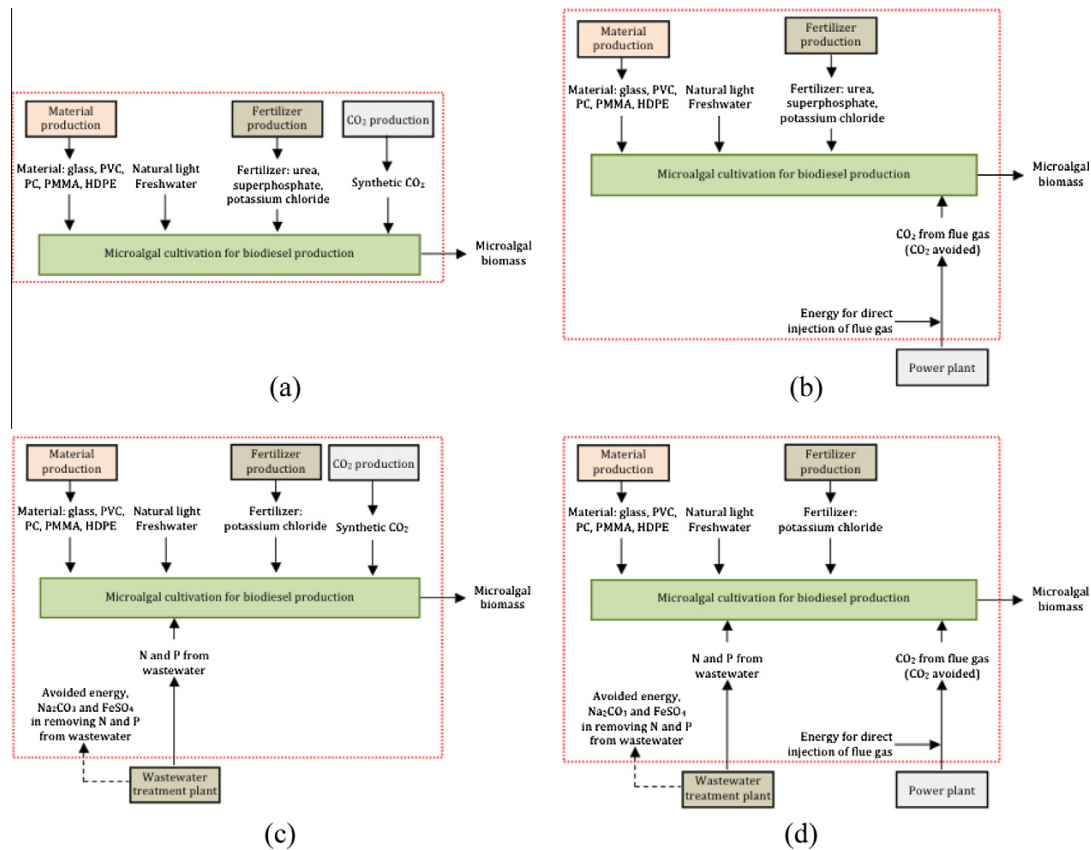 Material
production
Fertilizer
production
CO₂ production
Material: glass, PVC,
PC, PMMA, HDPE
Natural light
Freshwater
Fertilizer: urea,
superphosphate,
potassium chloride
Synthetic CO₂
Microalgal cultivation for biodiesel production
Microalgal
biomass
(a)
Material
production
Fertilizer
production
Material: glass, PVC,
PC, PMMA, HDPE
Natural light
Freshwater
Fertilizer: urea,
superphosphate,
potassium chloride
Microalgal cultivation for biodiesel production
Microalgal
biomass
CO₂ from flue gas
(CO₂ avoided)
Energy for direct
injection of flue gas
Power plant
(b)
Material
production
Fertilizer
production
CO₂ production
Material: glass, PVC,
PC, PMMA, HDPE
Natural light
Freshwater
Fertilizer:
potassium chloride
Synthetic CO₂
Microalgal cultivation for biodiesel production
Microalgal
biomass
N and P from
wastewater
Avoided energy,
Na₂CO₃ and FeSO₄
in removing N and P
from wastewater
Wastewater
treatment plant
(c)
Material
production
Fertilizer
production
Material: glass, PVC,
PC, PMMA, HDPE
Natural light
Freshwater
Fertilizer:
potassium chloride
Microalgal cultivation for biodiesel production
Microalgal
biomass
N and P from
wastewater
CO₂ from flue gas
(CO₂ avoided)
Avoided energy,
Na₂CO₃ and FeSO₄
in removing N and P
from wastewater
Energy for direct
injection of flue gas
Wastewater
treatment plant
Power plant
(d)